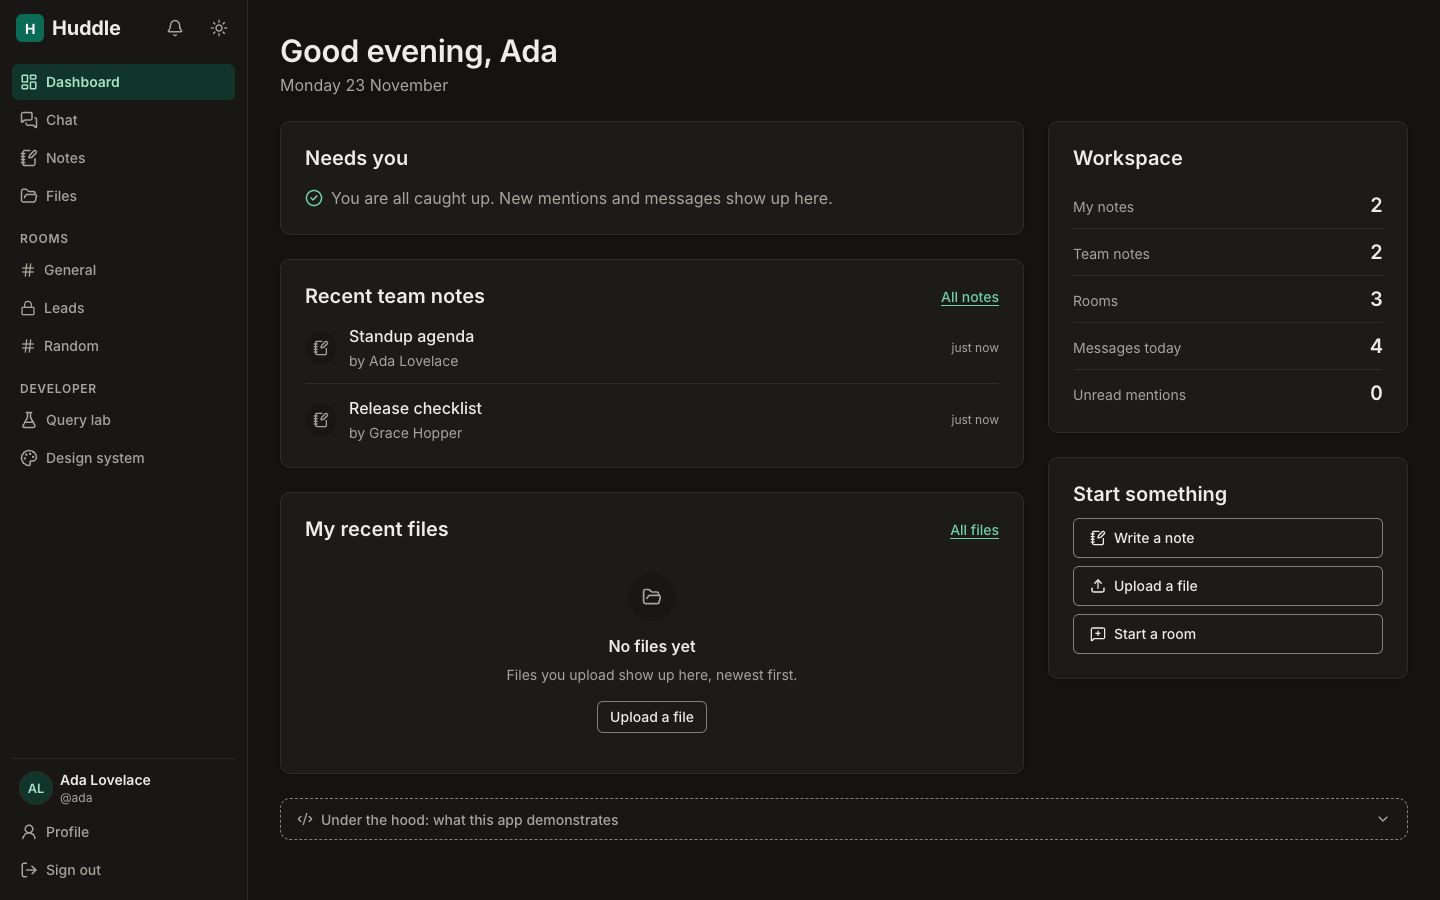 H Huddle
Dashboard
Chat
Notes
Files
ROOMS
General
Leads
Random
DEVELOPER
Query lab
Design system
AL Ada Lovelace
@ada
Profile
Sign out
Good evening, Ada
Monday 23 November
Needs you
You are all caught up. New mentions and messages show up here.
Recent team notes All notes
Standup agenda
by Ada Lovelace
just now
Release checklist
by Grace Hopper
just now
My recent files All files
No files yet
Files you upload show up here, newest first.
Upload a file
Workspace
My notes 2
Team notes 2
Rooms 3
Messages today 4
Unread mentions 0
Start something
Write a note
Upload a file
Start a room
Under the hood: what this app demonstrates